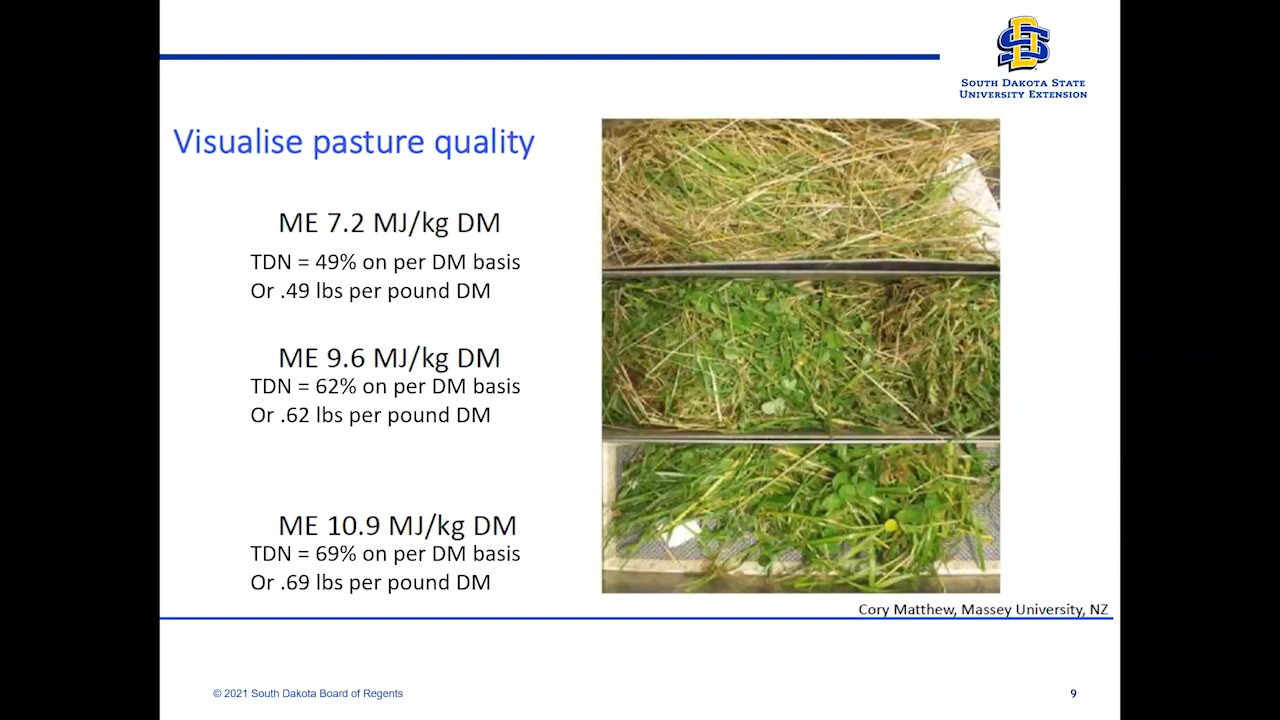 South Dakota State
University Extension
Visualise pasture quality
ME 7.2 MJ/kg DM
TDN = 49% on per DM basis
Or .49 lbs per pound DM
ME 9.6 MJ/kg DM
TDN = 62% on per DM basis
Or .62 lbs per pound DM
ME 10.9 MJ/kg DM
TDN = 69% on per DM basis
Or .69 lbs per pound DM
Cory Matthew, Massey University, NZ
© 2021 South Dakota Board of Regents
9